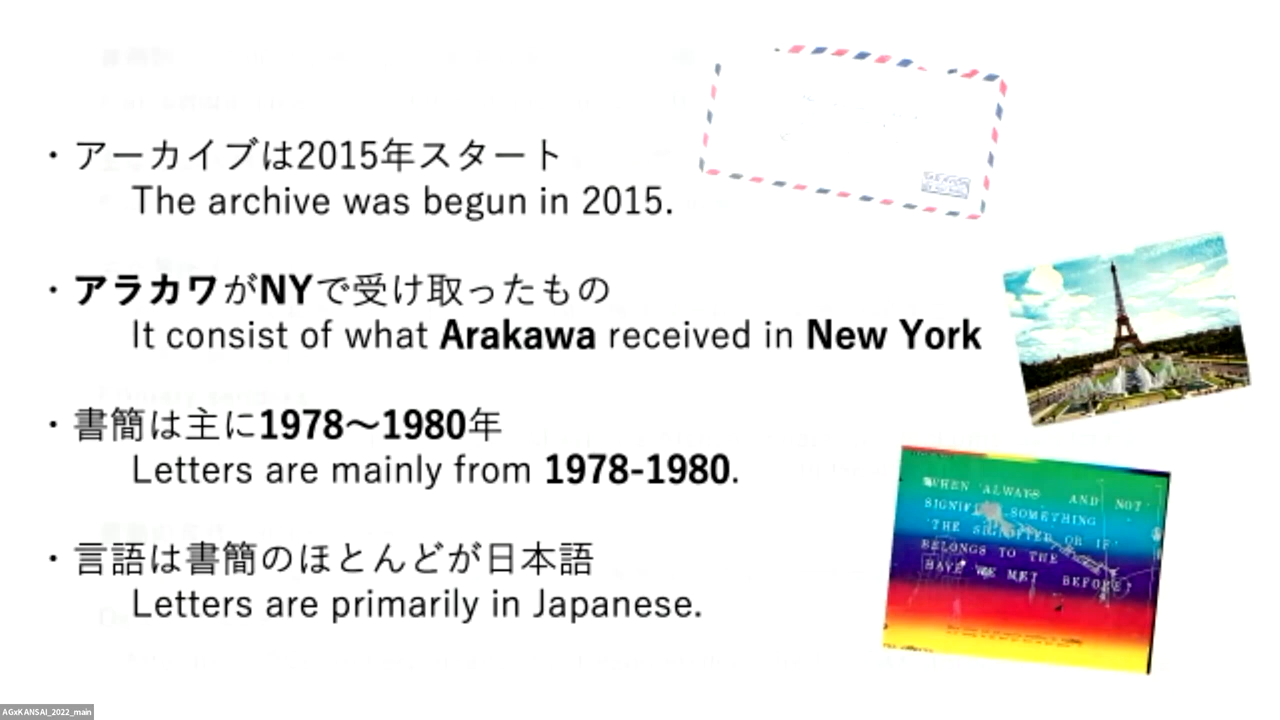 ・アーカイブは2015年スタート
The archive was begun in 2015.
・アラカワがNYで受け取ったもの
It consist of what Arakawa received in New York
・書簡は主に1978〜1980年
Letters are mainly from 1978-1980.
・言語は書簡のほとんどが日本語
Letters are primarily in Japanese.
WHEN 'ALWAYS AND NOT'
SOMETHING
'THE SIGNIFIER OR IF'
BELONGS TO THE
HAVE WE MET BEFORE
AGxKANSAI_2022_main